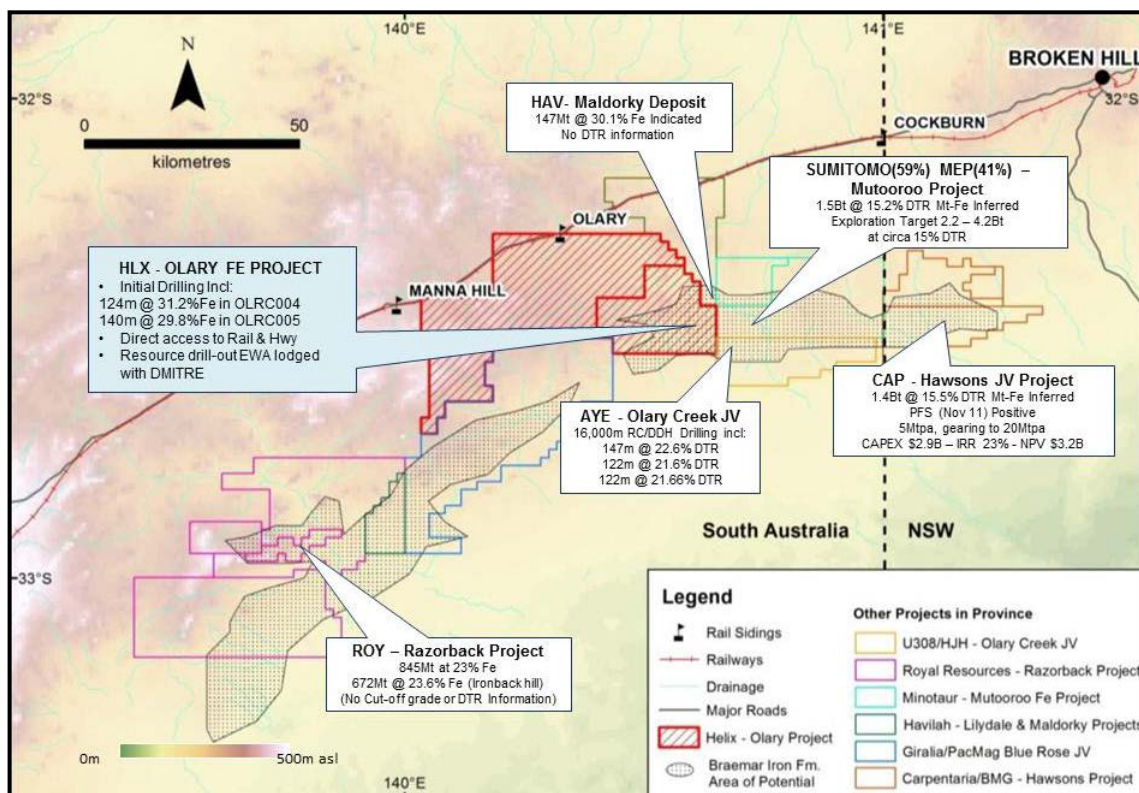 140°E
141°E
N
BROKEN HILL
32°S
32°S
0
50
kilometres
HAV- Maldorky Deposit
147Mt @ 30.1% Fe Indicated
No DTR information
COCKBURN
SUMITOMO(59%) MEP(41%) –
Mutooroo Project
1.5Bt @ 15.2% DTR Mt-Fe Inferred
Exploration Target 2.2 – 4.2Bt
at circa 15% DTR
OLARY
HLX - OLARY FE PROJECT
• Initial Drilling Incl:
124m @ 31.2%Fe in OLRC004
140m @ 29.8%Fe in OLRC005
• Direct access to Rail & Hwy
• Resource drill-out EWA lodged
with DMITRE
MANNA HILL
CAP - Hawsons JV Project
1.4Bt @ 15.5% DTR Mt-Fe Inferred
PFS (Nov 11) Positive
5Mtpa, gearing to 20Mtpa
CAPEX $2.9B – IRR 23% - NPV $3.2B
AYE - Olary Creek JV
16,000m RC/DDH Drilling incl:
147m @ 22.6% DTR
122m @ 21.6% DTR
122m @ 21.66% DTR
South Australia
NSW
33°S
ROY – Razorback Project
845Mt at 23% Fe
672Mt @ 23.6% Fe (Ironback hill)
(No Cut-off grade or DTR Information)
0m
500m asl
140°E
Legend
Rail Sidings
Railways
Drainage
Major Roads
Helix - Olary Project
Braemar Iron Fm.
Area of Potential
Other Projects in Province
U308/HJH - Olary Creek JV
Royal Resources - Razorback Project
Minotaur - Mutooroo Fe Project
Havilah - Lilydale & Maldorky Projects
Giralia/PacMag Blue Rose JV
Carpentaria/BMG - Hawsons Project